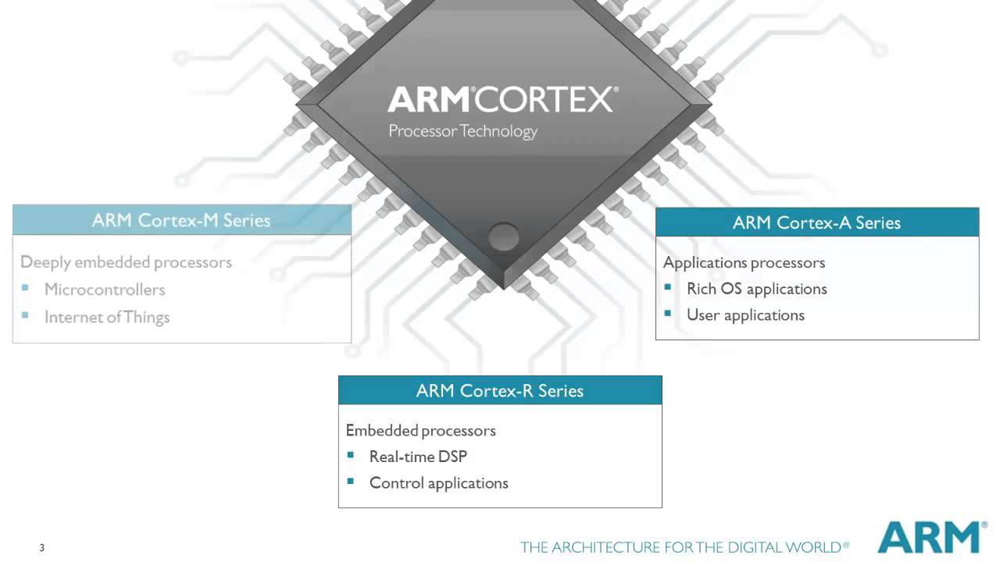 ARM®CORTEX®
Processor Technology
ARM Cortex-M Series
Deeply embedded processors
▪ Microcontrollers
▪ Internet of Things
ARM Cortex-A Series
Applications processors
▪ Rich OS applications
▪ User applications
ARM Cortex-R Series
Embedded processors
▪ Real-time DSP
▪ Control applications
3
THE ARCHITECTURE FOR THE DIGITAL WORLD®
ARM®